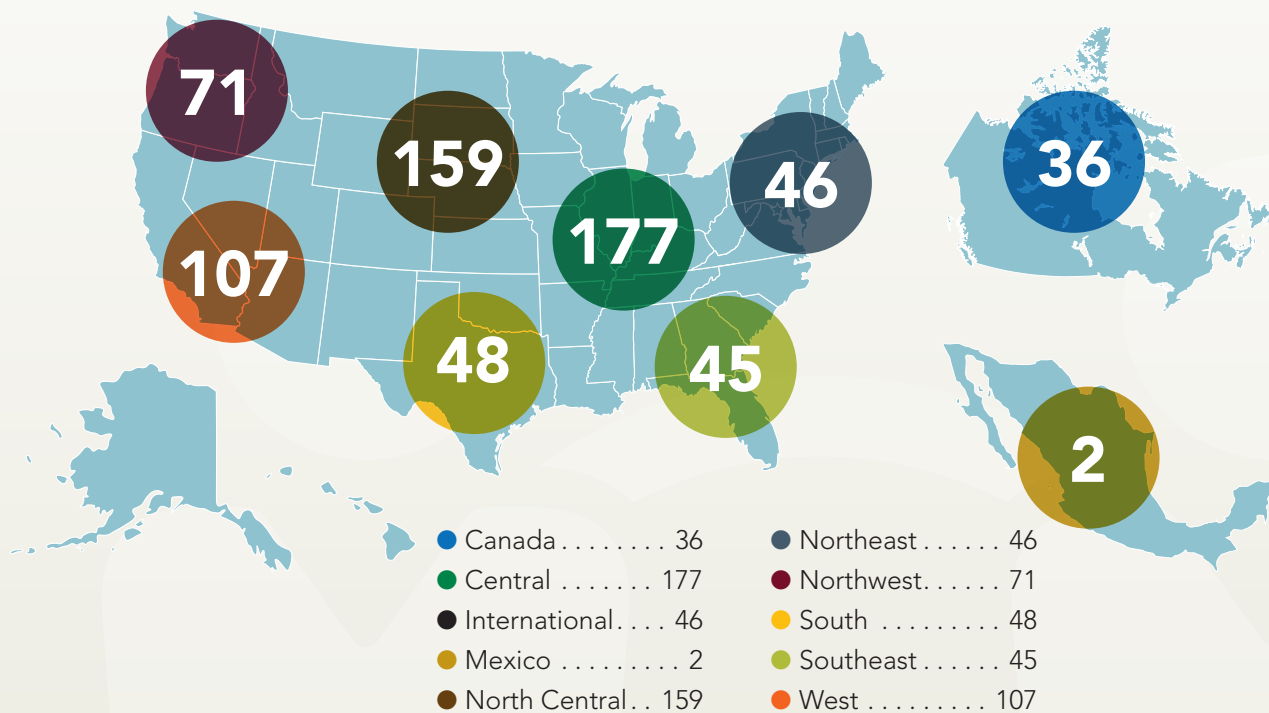 71
159
46
36
177
107
48
45
2
Canada . . . . . . . . 36
Central . . . . . . . 177
International . . . . 46
Mexico . . . . . . . . . 2
North Central . . 159
Northeast . . . . . . 46
Northwest . . . . . . 71
South . . . . . . . . . 48
Southeast . . . . . . 45
West . . . . . . . . . 107